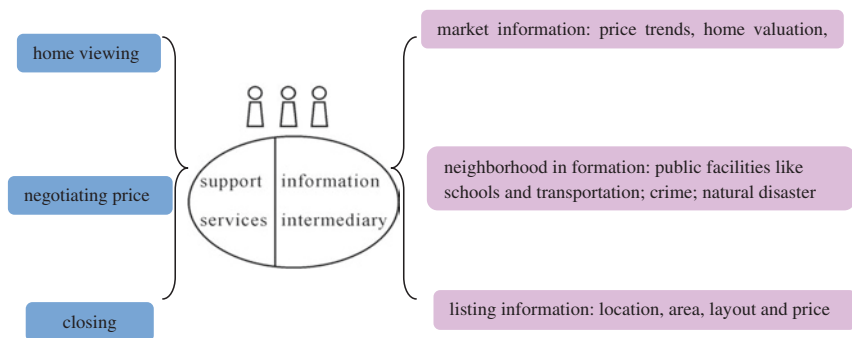 home viewing
negotiating price
closing
support
services
information
intermediary
market information: price trends, home valuation,
neighborhood in formation: public facilities like
schools and transportation; crime; natural disaster
listing information: location, area, layout and price